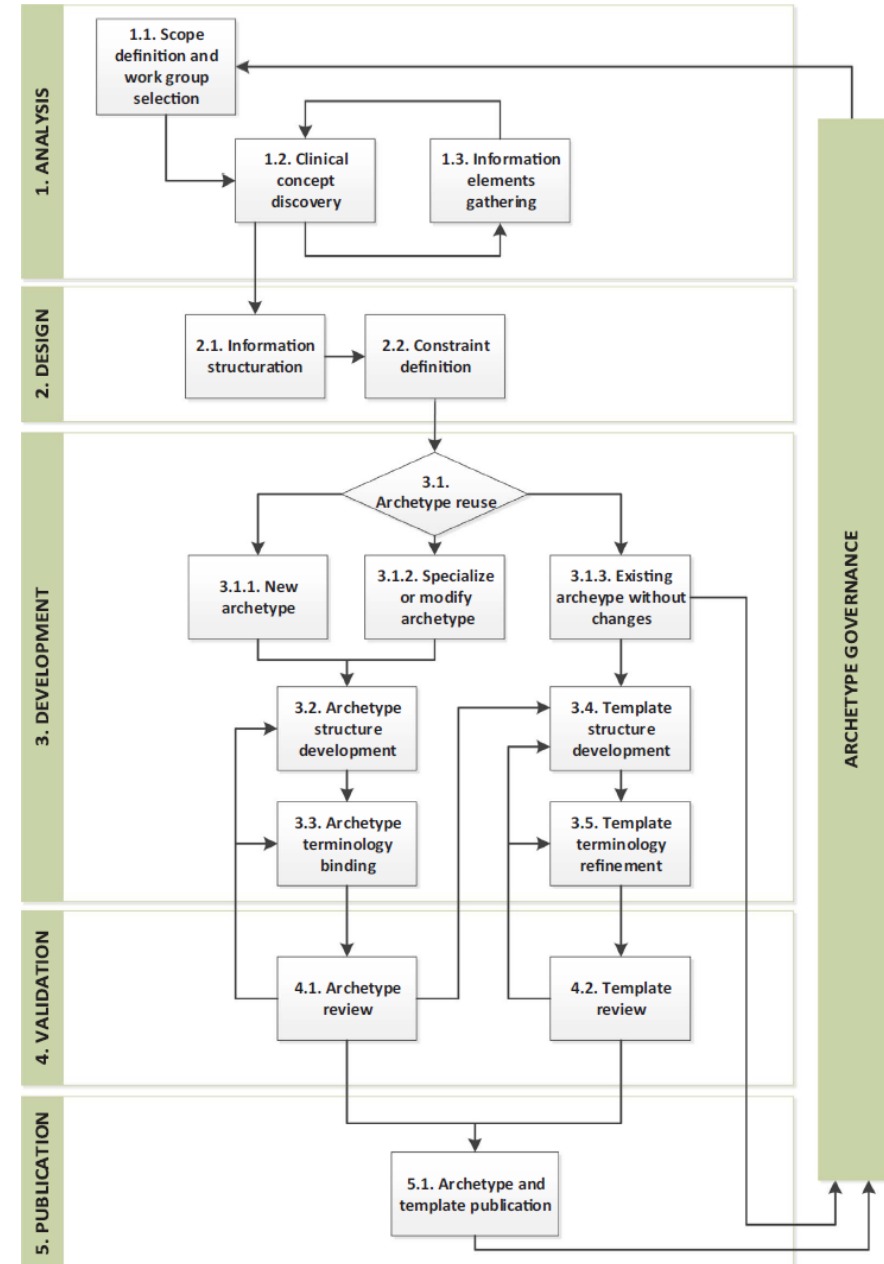 1. ANALYSIS
1.1. Scope
definition and
work group
selection
1.2. Clinical
concept
discovery
1.3. Information
elements
gathering
2. DESIGN
2.1. Information
structuration
2.2. Constraint
definition
3. DEVELOPMENT
3.1.
Archetype reuse
3.1.1. New
archetype
3.1.2. Specialize
or modify
archetype
3.1.3. Existing
archeype without
changes
3.2. Archetype
structure
development
3.4. Template
structure
development
3.3. Archetype
terminology
binding
3.5. Template
terminology
refinement
4. VALIDATION
4.1. Archetype
review
4.2. Template
review
5. PUBLICATION
5.1. Archetype and
template publication
ARCHETYPE GOVERNANCE